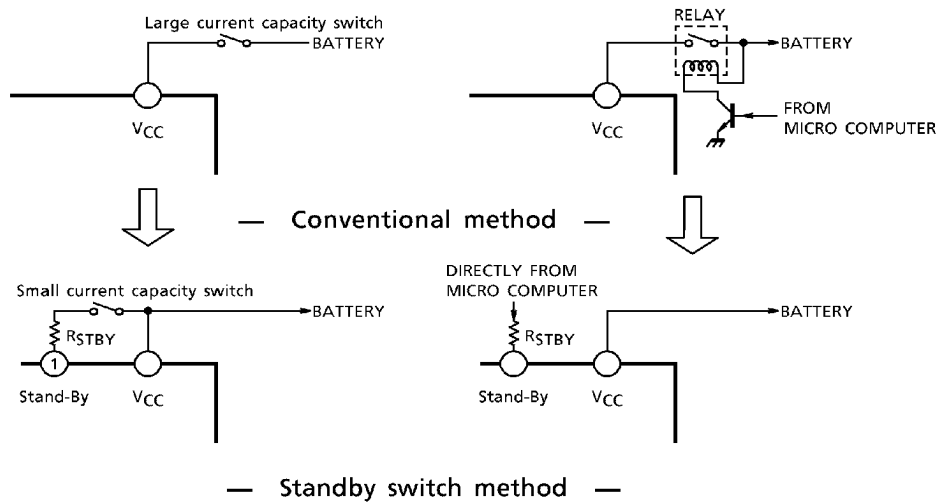 Large current capacity switch
BATTERY
VCC
RELAY
BATTERY
VCC
FROM
MICRO COMPUTER
— Conventional method —
Small current capacity switch
BATTERY
RSTBY
1
Stand-By
VCC
DIRECTLY FROM
MICRO COMPUTER
BATTERY
RSTBY
Stand-By
VCC
— Standby switch method —